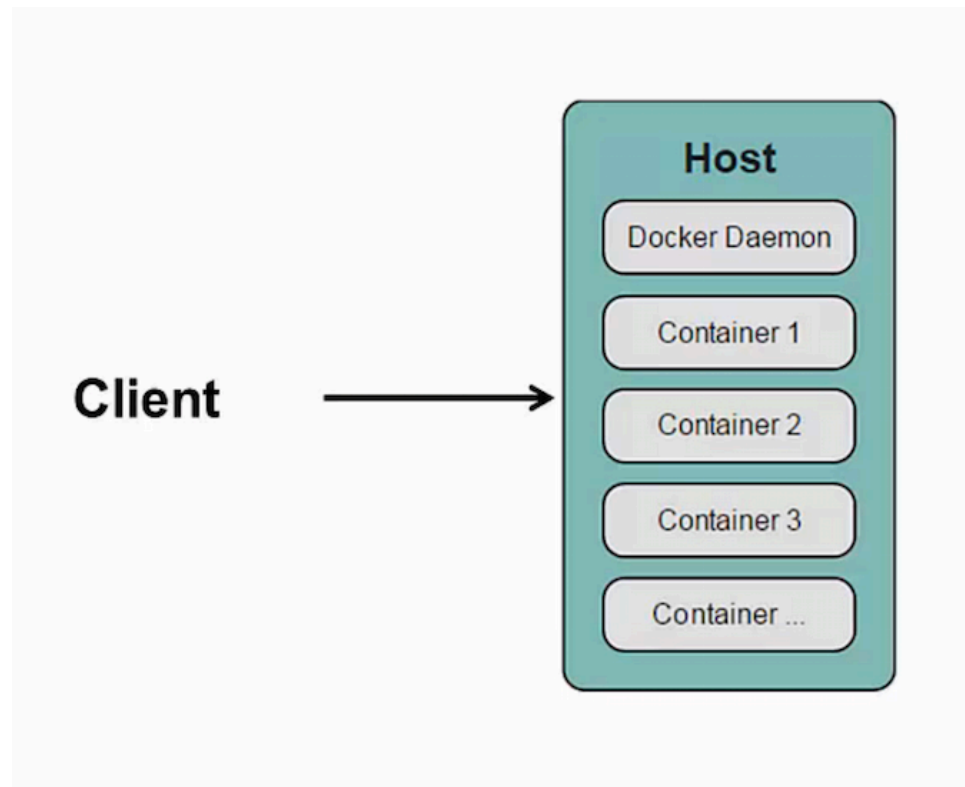 Host
Docker Daemon
Container 1
Client
Container 2
Container 3
Container ...